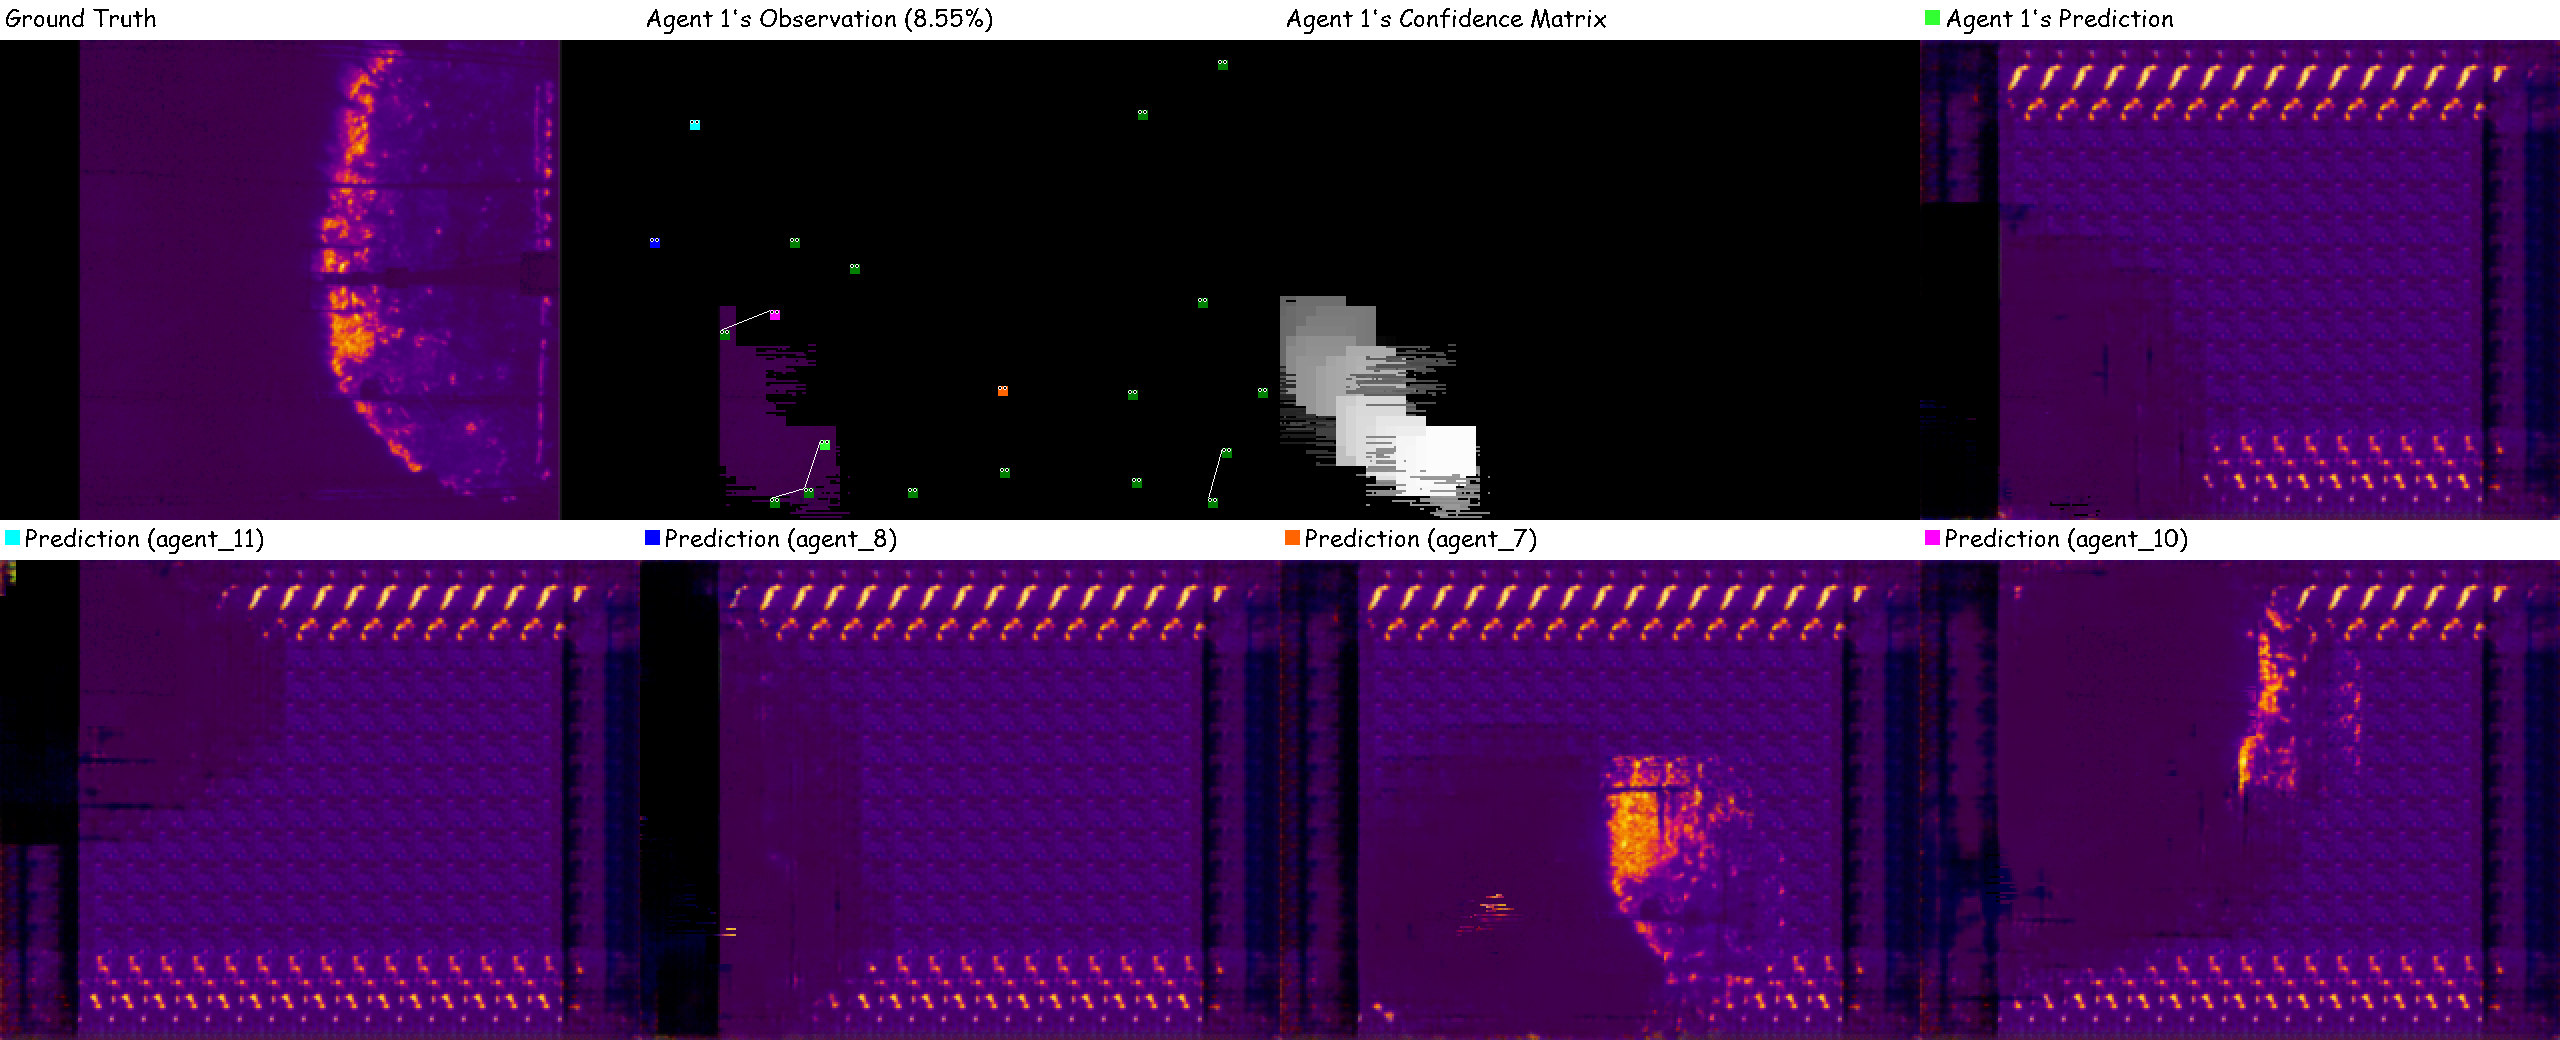 Ground Truth
Agent 1's Observation (8.55%)
Agent 1's Confidence Matrix
Agent 1's Prediction
Prediction (agent_11)
Prediction (agent_8)
Prediction (agent_7)
Prediction (agent_10)